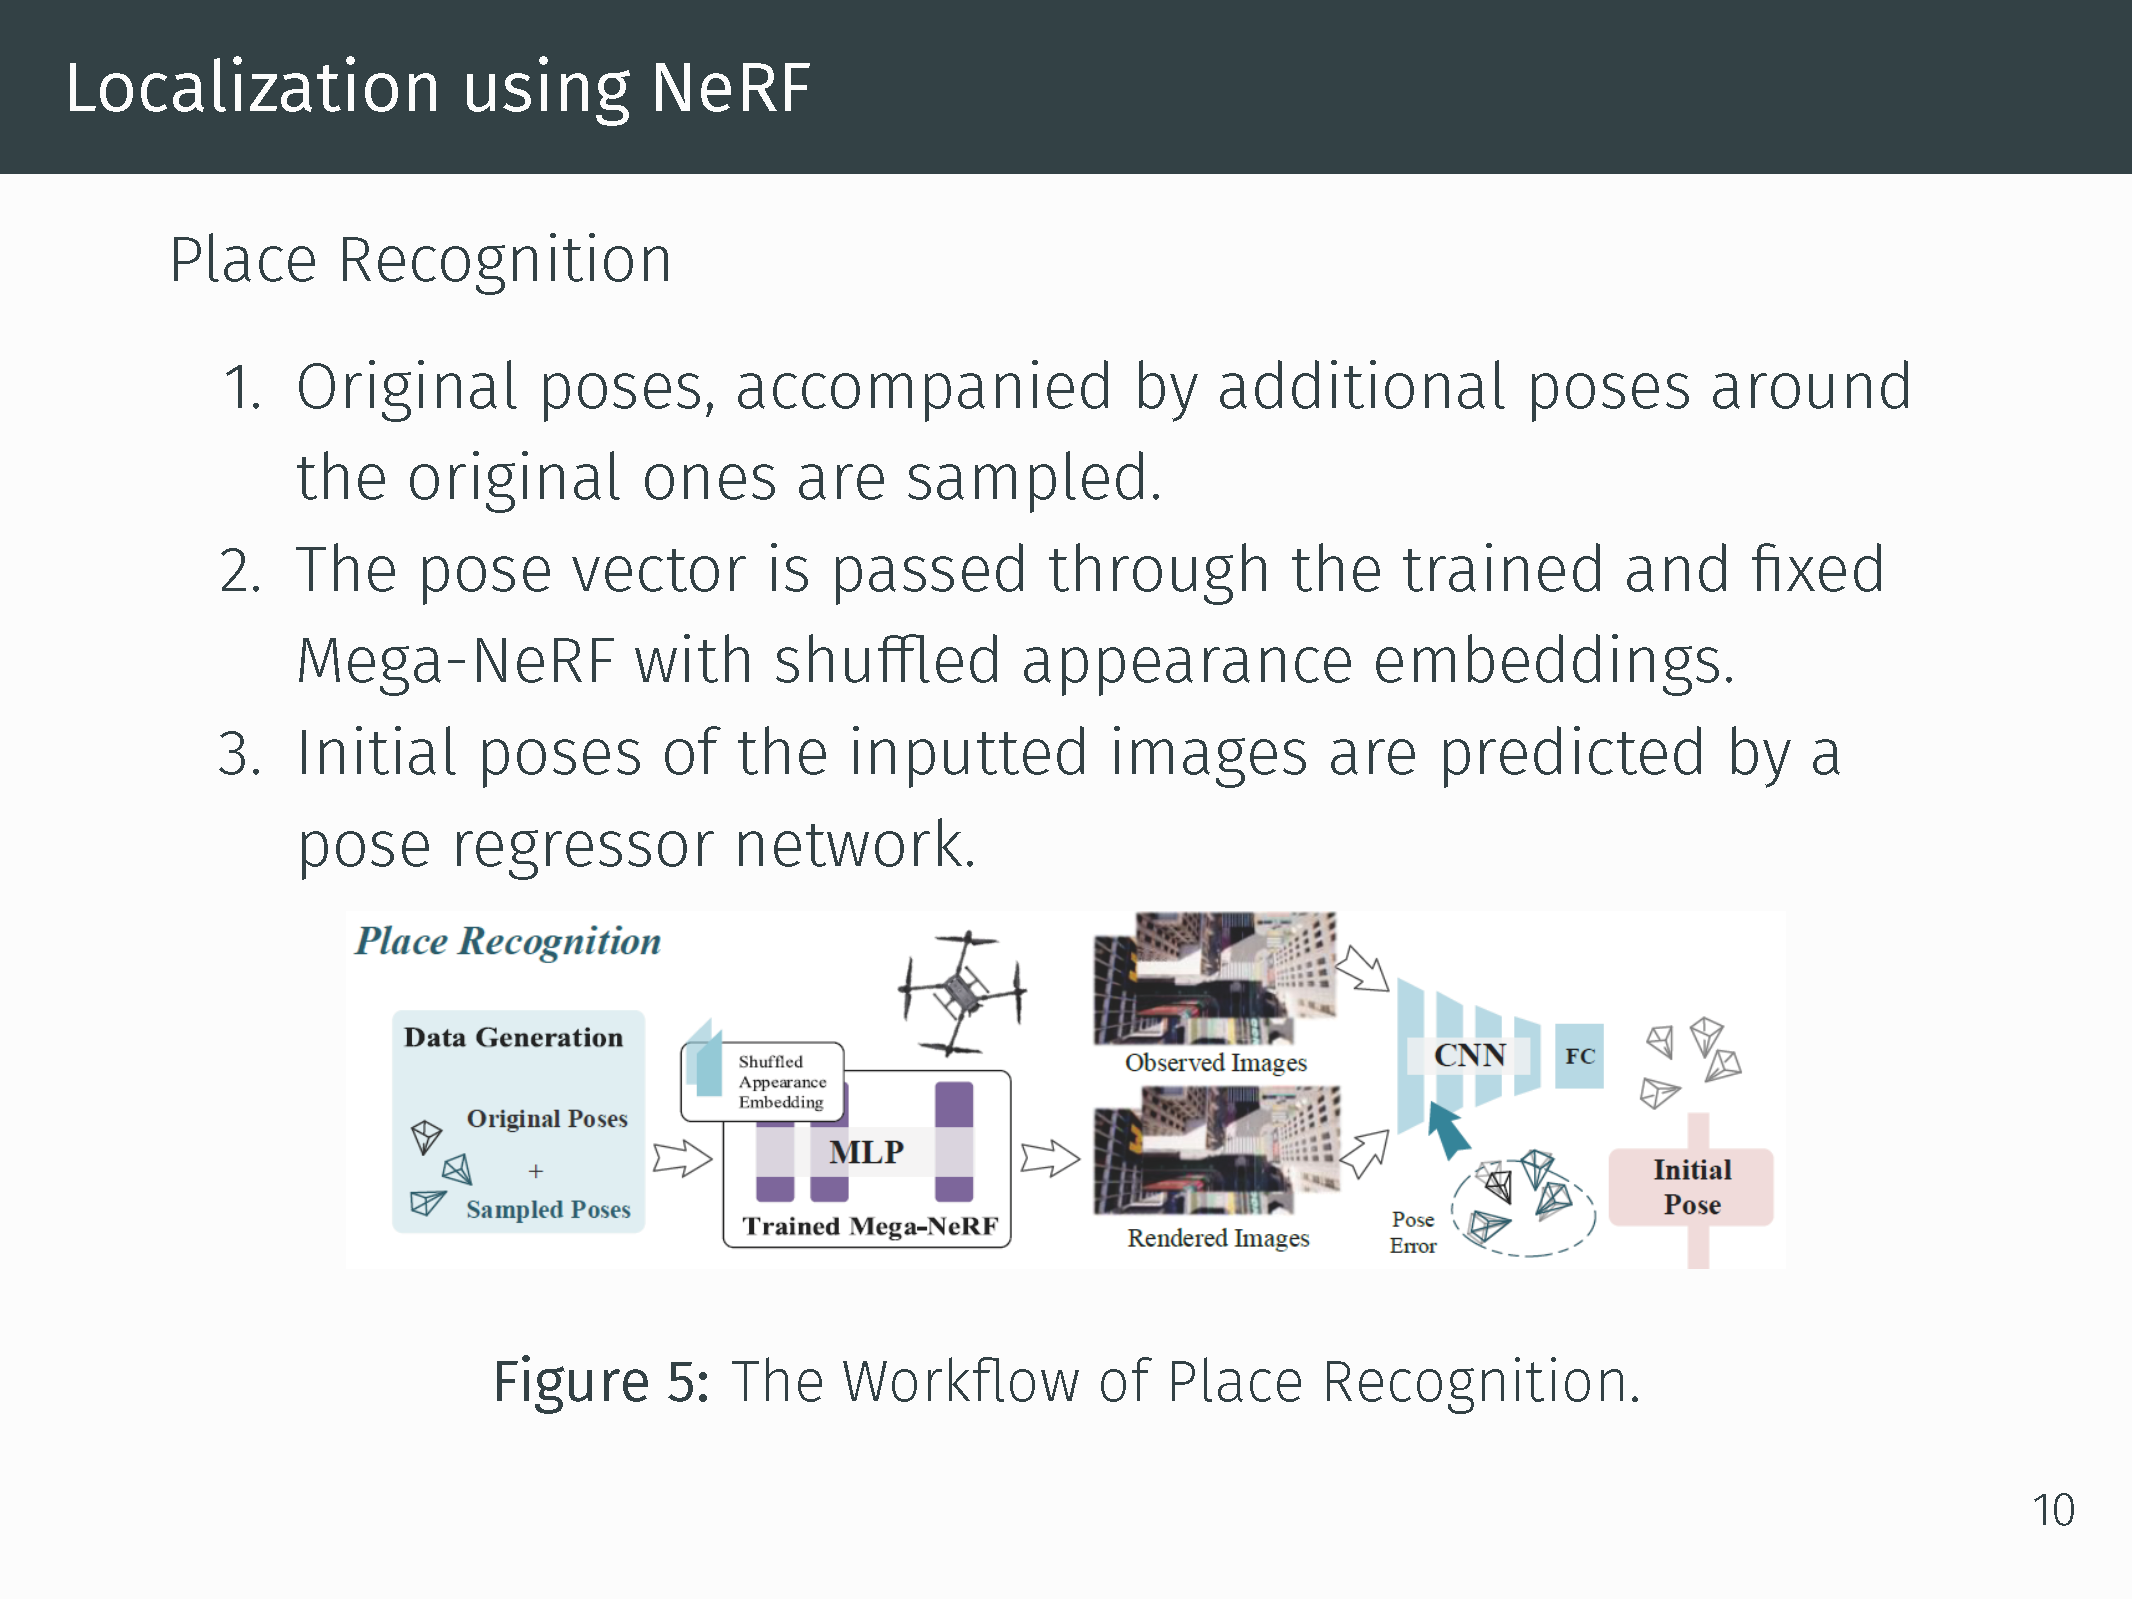 Localization using NeRF
Place Recognition
1. Original poses, accompanied by additional poses around
the original ones are sampled.
2. The pose vector is passed through the trained and fixed
Mega-NeRF with shuffled appearance embeddings.
3. Initial poses of the inputted images are predicted by a
pose regressor network.
Place Recognition
Data Generation
Original Poses
+
Sampled Poses
Shuffled
Appearance
Embedding
MLP
Trained Mega-NeRF
Observed Images
Rendered Images
CNN
FC
Pose
Error
Initial
Pose
Figure 5: The Workflow of Place Recognition.
10